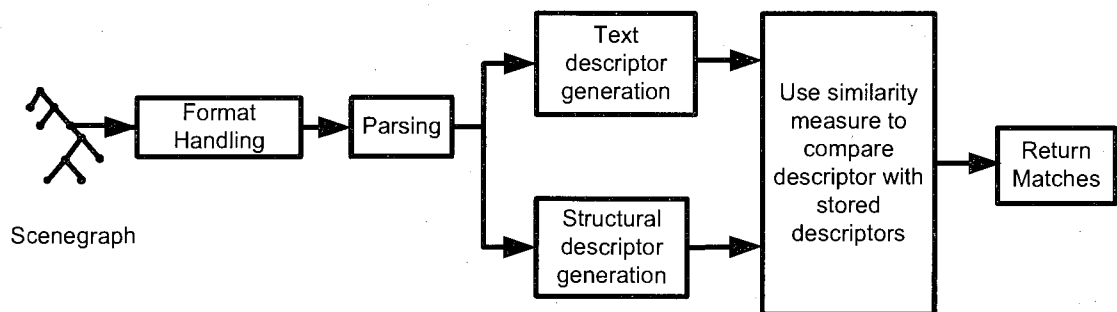 Scenegraph
Format
Handling
Parsing
Text
descriptor
generation
Structural
descriptor
generation
Use similarity
measure to
compare
descriptor with
stored
descriptors
Return
Matches